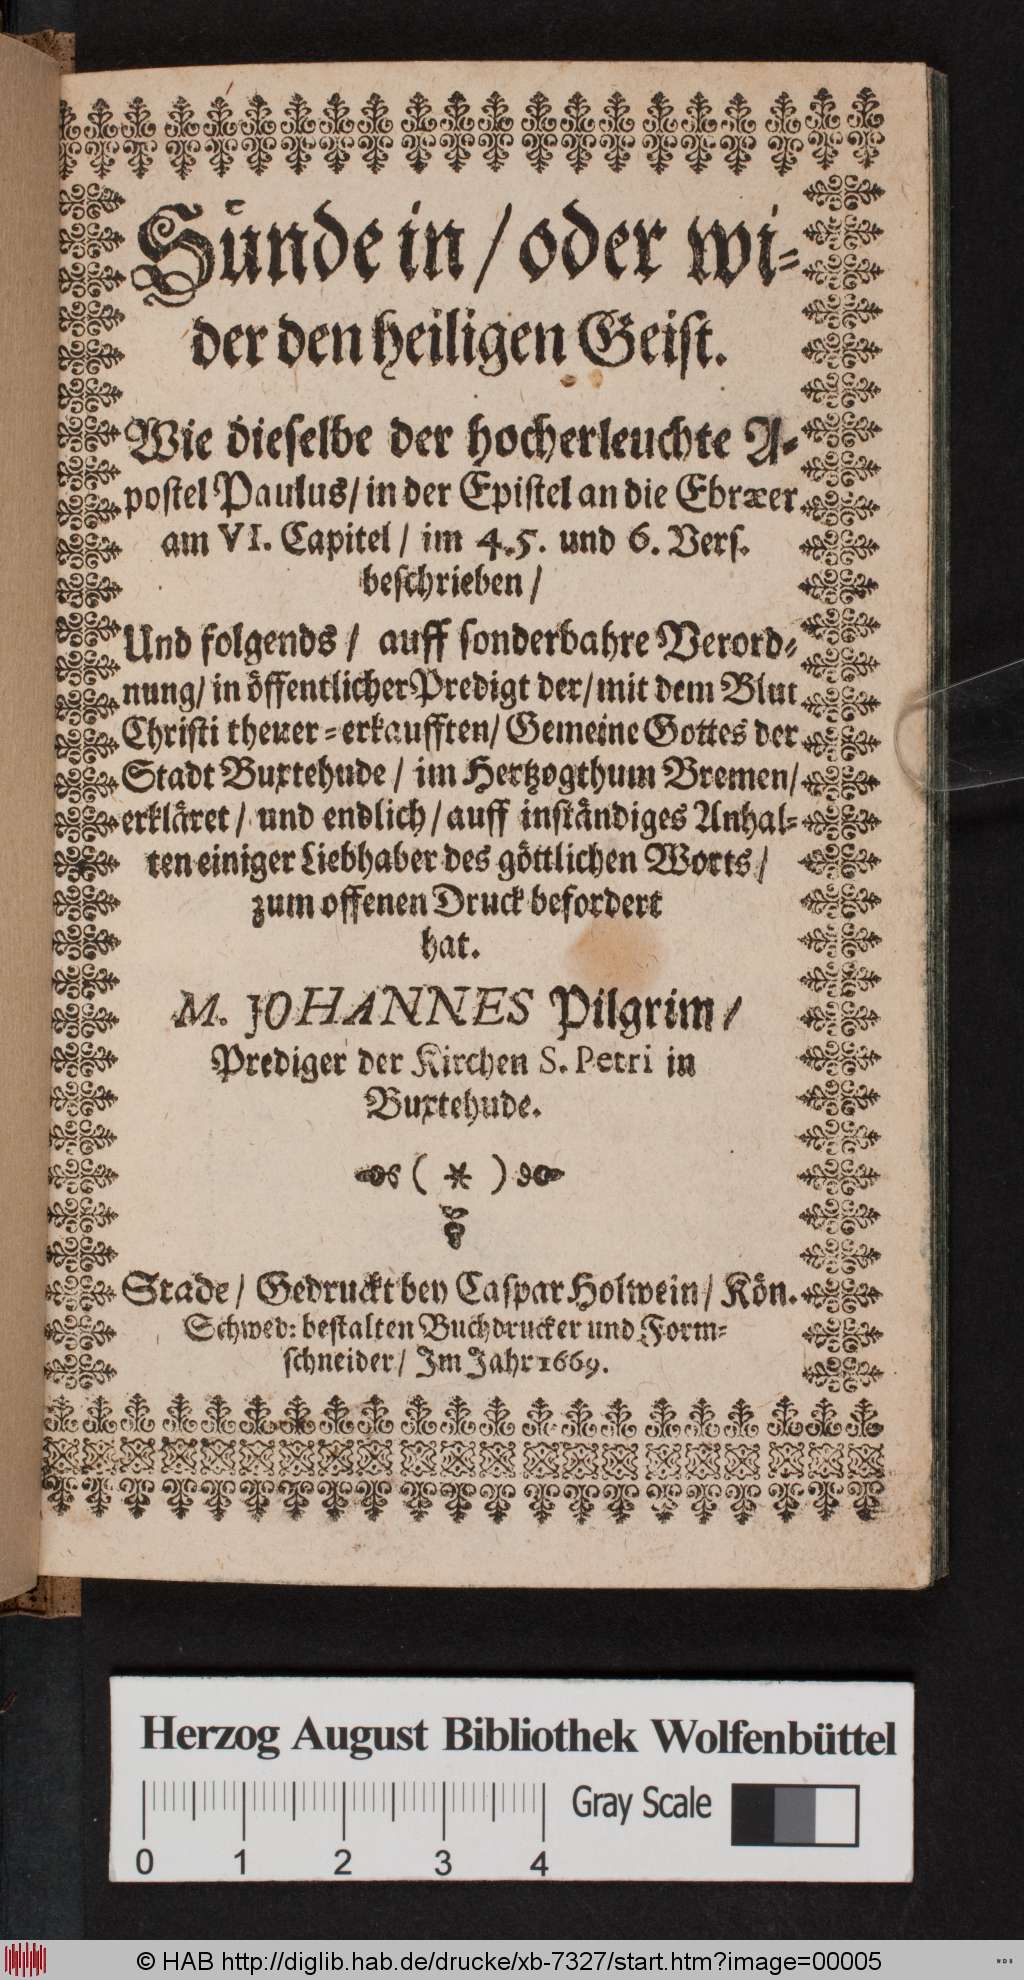 Sünde in / oder wi-
der den heiligen Geist.
Wie dieselbe der hocherleuchte A-
postel Paulus / in der Epistel an die Ebræer
am VI. Capitel / im 4. 5. und 6. Vers.
beschrieben /
Und folgends / auff sonderbahre Verord-
nung / in öffentlicher Predigt der / mit dem Blut
Christi theuer-erkaufften / Gemeine Gottes der
Stadt Buxtehude / im Hertzogthum Bremen /
erkläret / und endlich / auff inständiges Anhal-
ten einiger Liebhaber des göttlichen Worts /
zum offenen Druck befordert
hat.
M. JOHANNES Pilgrim /
Prediger der Kirchen S. Petri in
Buxtehude.
( * )
Stade / Gedruckt bey Caspar Holwein / Kön.
Schwed: bestalten Buchdrucker und Form-
schneider / Im Jahr 1669.
Herzog August Bibliothek Wolfenbüttel
Gray Scale
0 1 2 3 4
© HAB http://diglib.hab.de/drucke/xb-7327/start.htm?image=00005